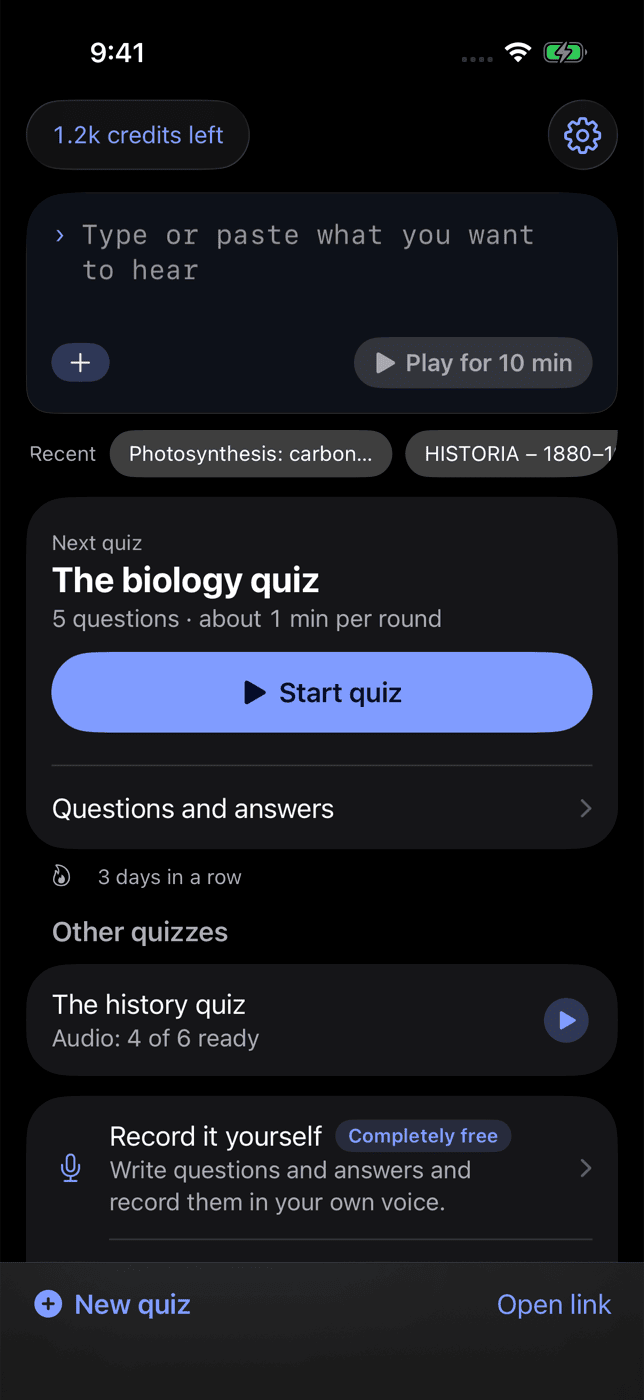 9:41
1.2k credits left
Type or paste what you want
to hear
Play for 10 min
Recent
Photosynthesis: carbon...
HISTORIA – 1880–1
Next quiz
The biology quiz
5 questions · about 1 min per round
Start quiz
Questions and answers
3 days in a row
Other quizzes
The history quiz
Audio: 4 of 6 ready
Record it yourself
Completely free
Write questions and answers and
record them in your own voice.
New quiz
Open link